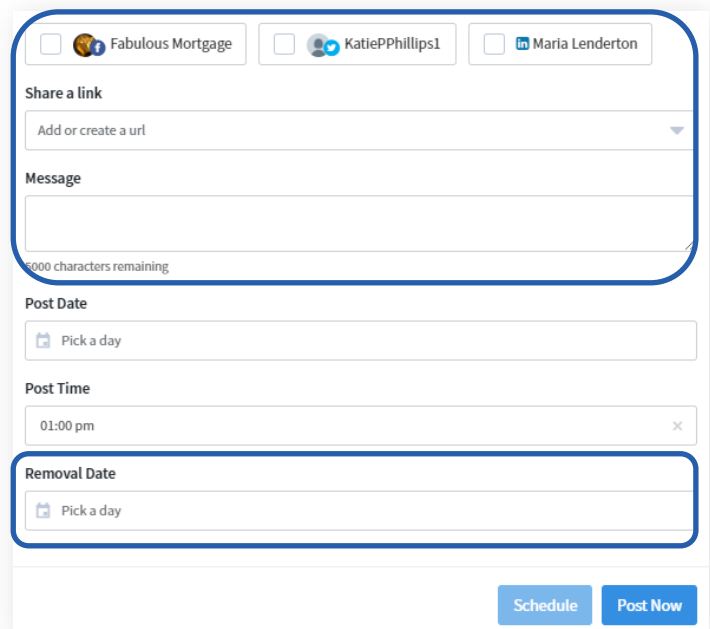 Fabulous Mortgage KatiePPhillips1 Maria Lenderton
Share a link
Add or create a url
Message
5000 characters remaining
Post Date
Pick a day
Post Time
01:00 pm
Removal Date
Pick a day
Schedule Post Now